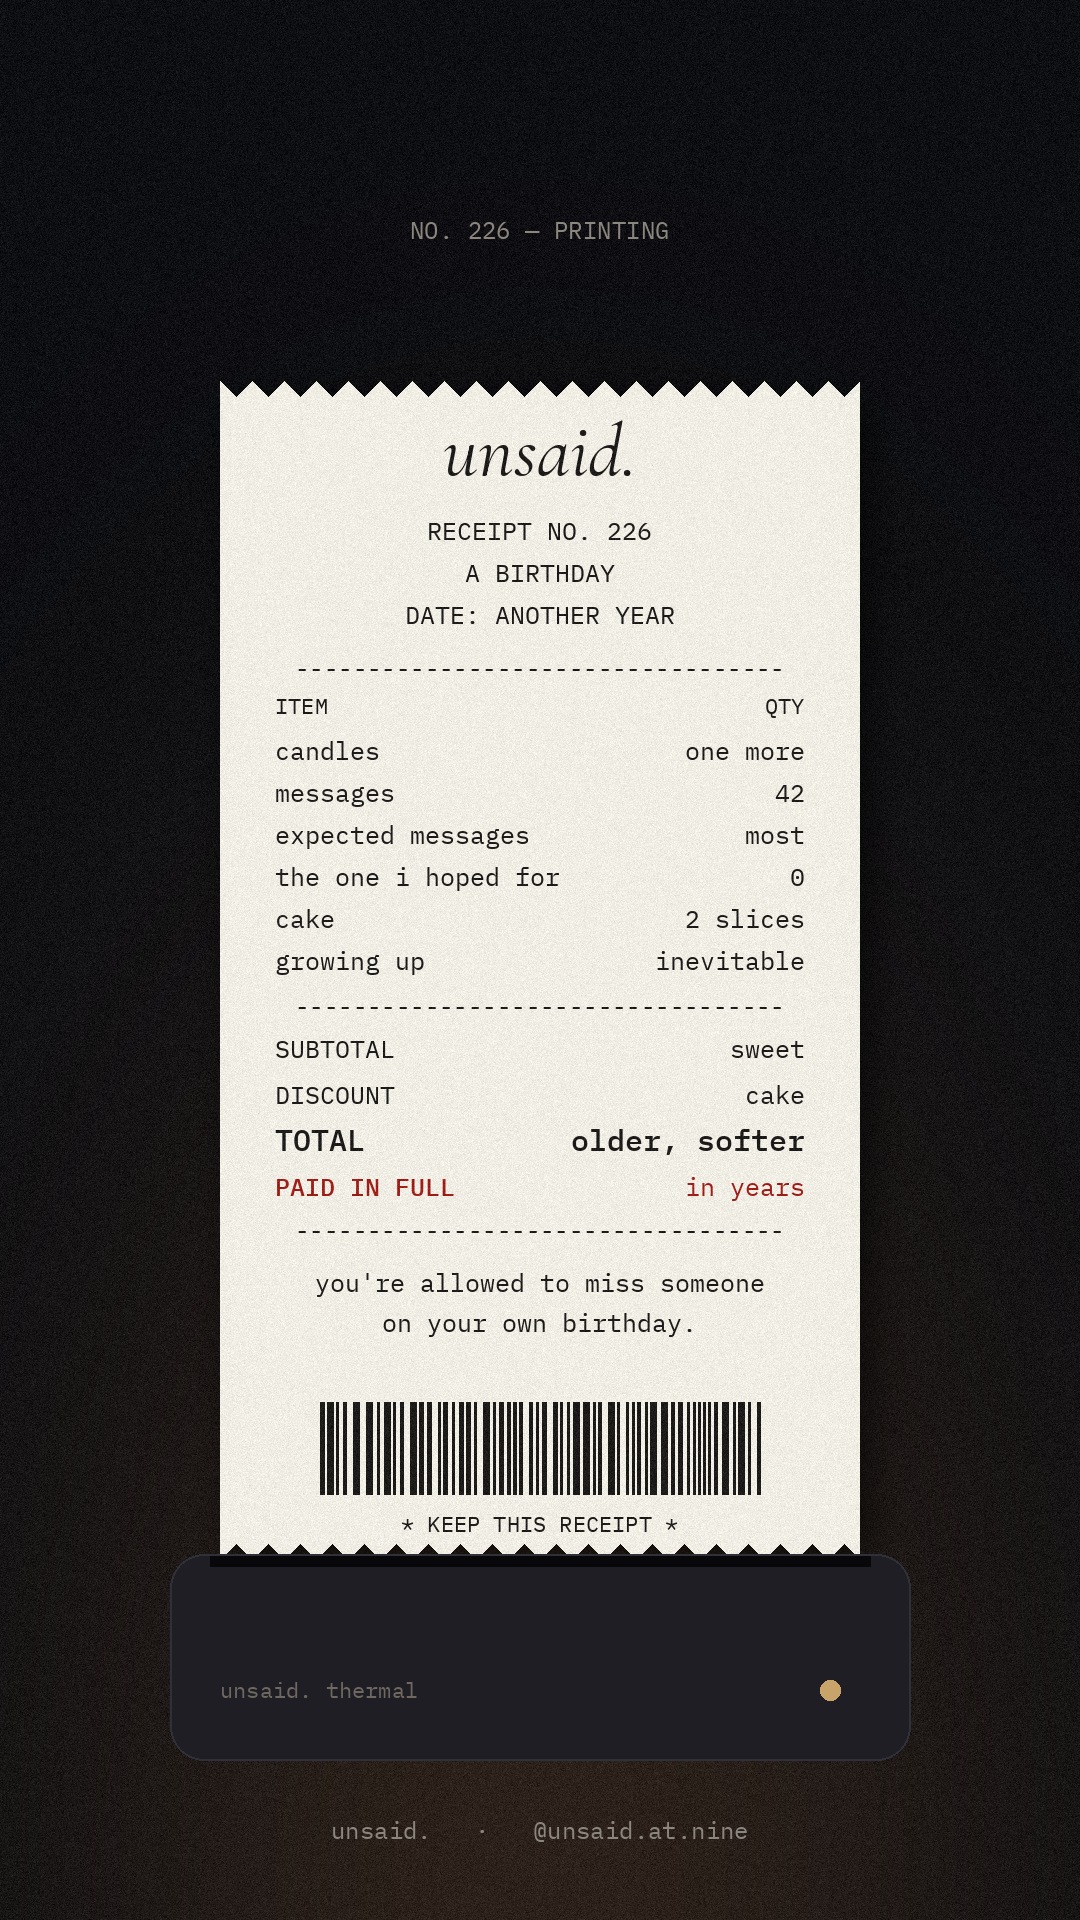 NO. 226 — PRINTING
unsaid.
RECEIPT NO. 226
A BIRTHDAY
DATE: ANOTHER YEAR
----------------------------------
ITEM QTY
candles one more
messages 42
expected messages most
the one i hoped for 0
cake 2 slices
growing up inevitable
----------------------------------
SUBTOTAL sweet
DISCOUNT cake
TOTAL older, softer
PAID IN FULL in years
----------------------------------
you're allowed to miss someone
on your own birthday.
* KEEP THIS RECEIPT *
unsaid. thermal
unsaid. · @unsaid.at.nine